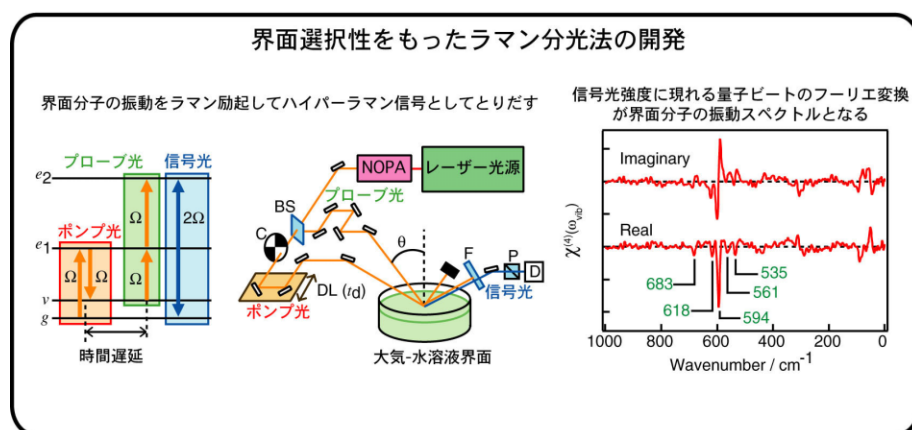 界面選択性をもったラマン分光法の開発
界面分子の振動をラマン励起してハイパーラマン信号としてとりだす
プローブ光 信号光
e2
Ω
2Ω
ポンプ光
e1
Ω
Ω
Ω
v
g
時間遅延
NOPA
レーザー光源
プローブ光
BS
C
θ
F
P
D
信号光
DL (td)
ポンプ光
大気-水溶液界面
信号光強度に現れる量子ビートのフーリエ変換
が界面分子の振動スペクトルとなる
Imaginary
Real
χ(4)(ωvib)
683
618
594
561
535
1000 800 600 400 200 0
Wavenumber / cm-1